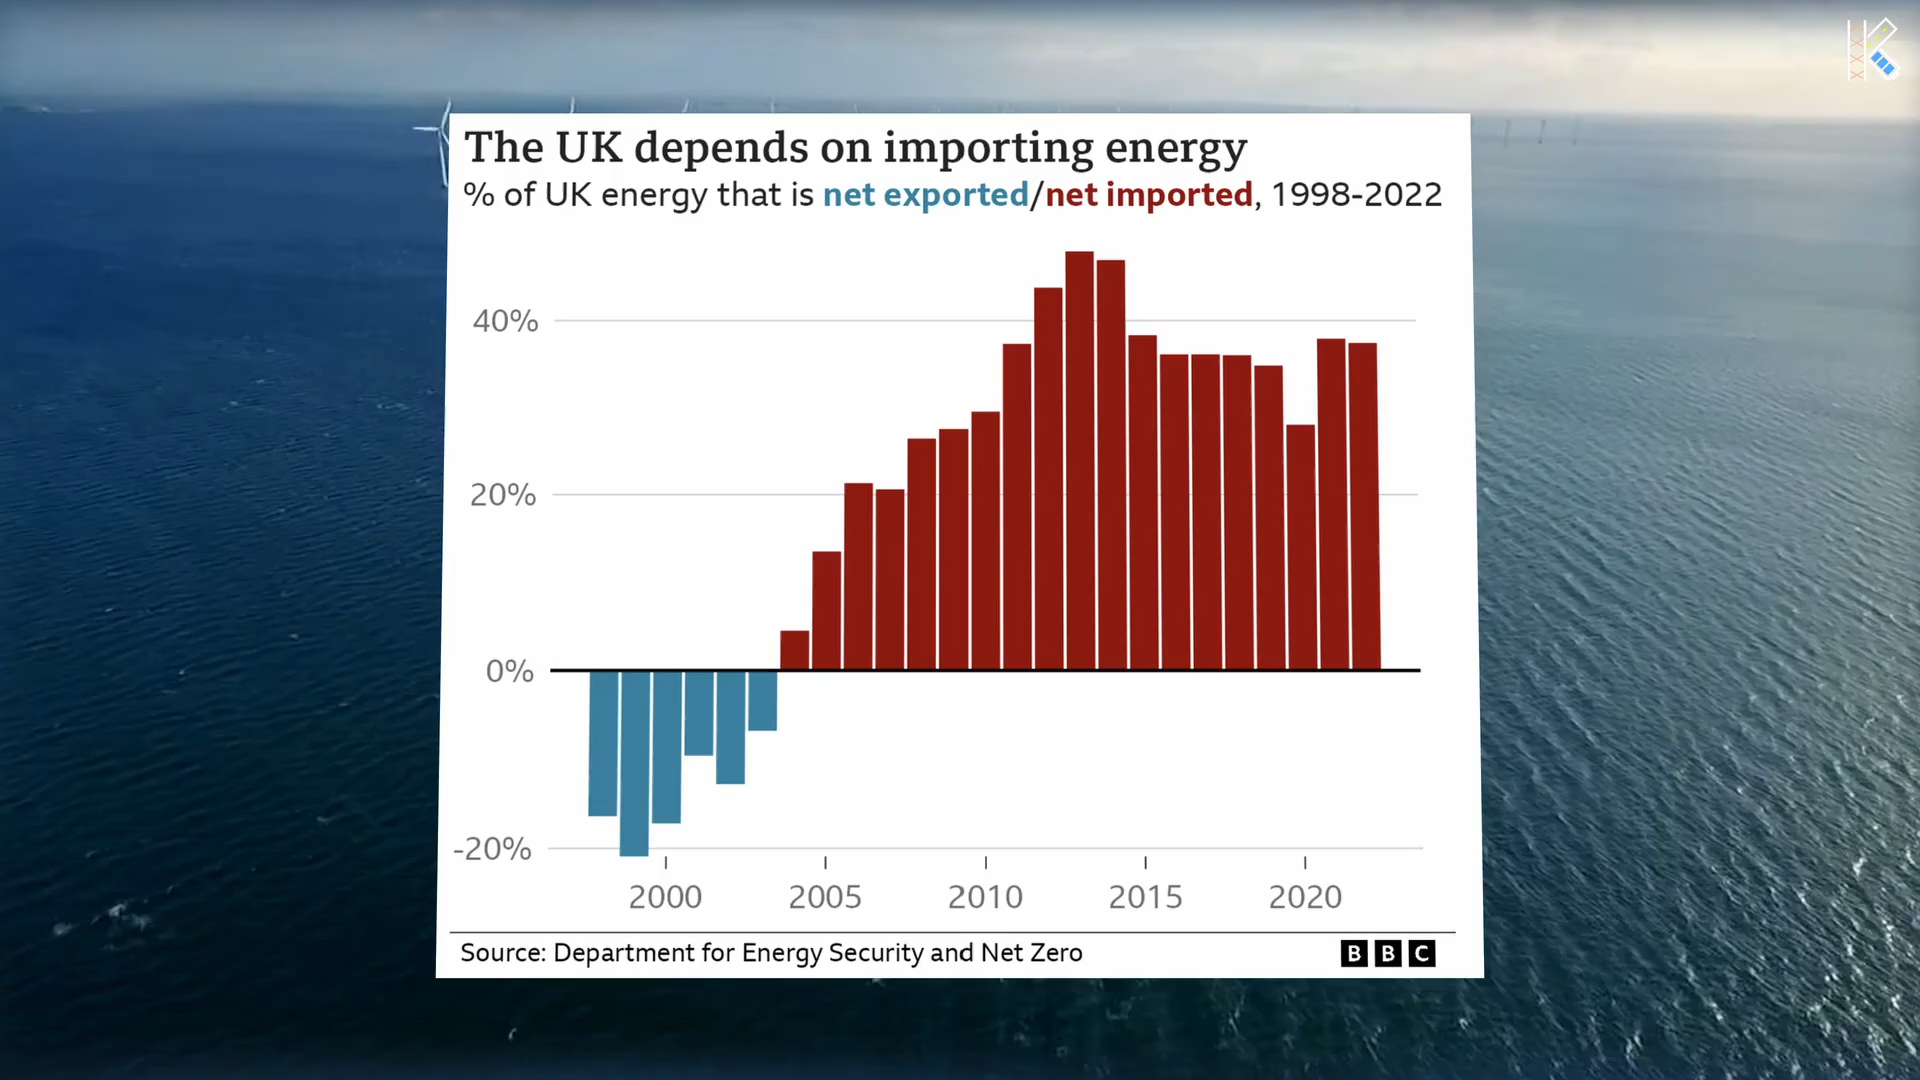 The UK depends on importing energy
% of UK energy that is net exported/net imported, 1998-2022
40%
20%
0%
-20%
2000 2005 2010 2015 2020
Source: Department for Energy Security and Net Zero
BBC
K